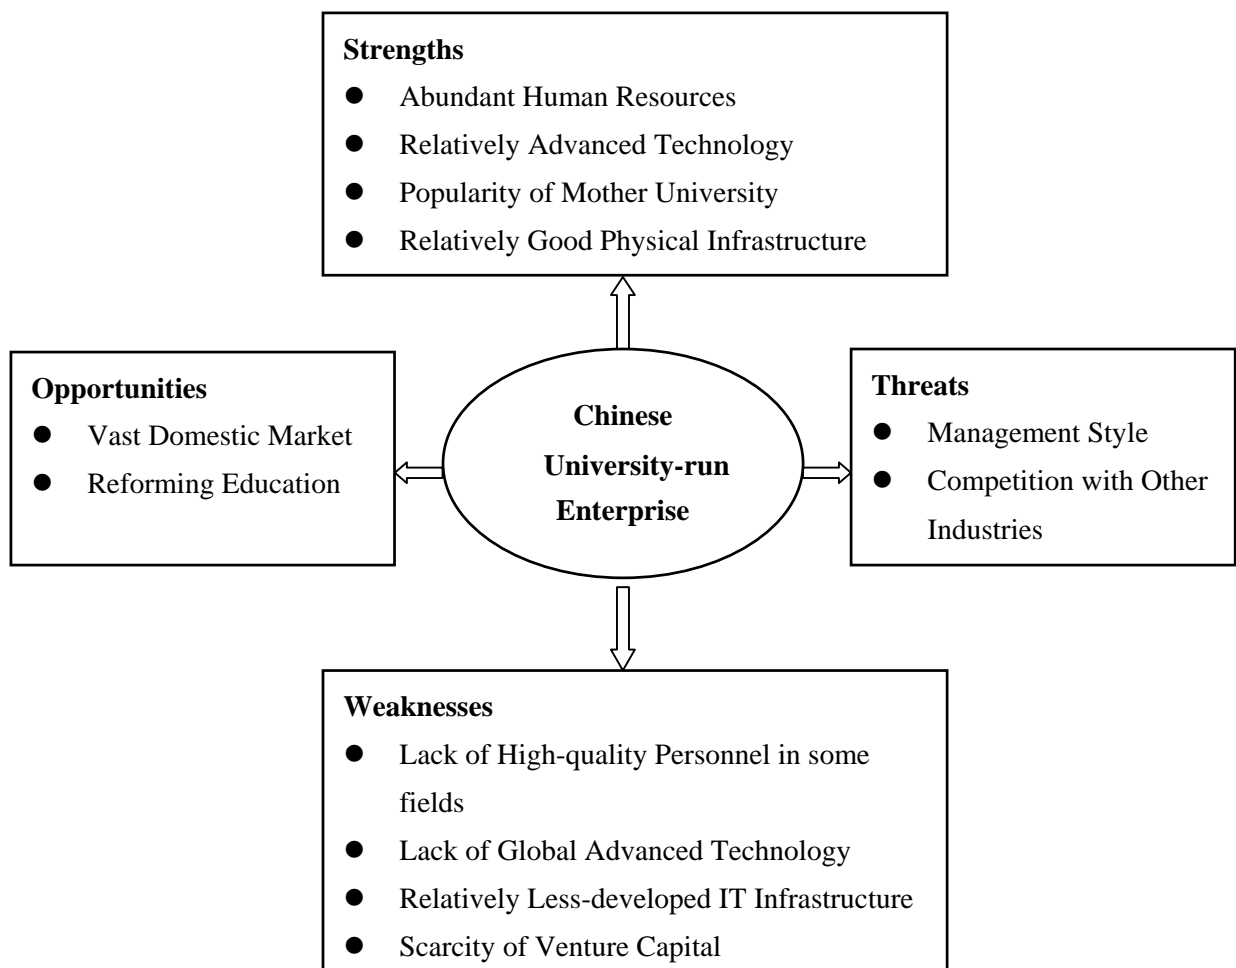 Strengths
● Abundant Human Resources
● Relatively Advanced Technology
● Popularity of Mother University
● Relatively Good Physical Infrastructure
Opportunities
● Vast Domestic Market
● Reforming Education
Chinese
University-run
Enterprise
Threats
● Management Style
● Competition with Other
Industries
Weaknesses
● Lack of High-quality Personnel in some
fields
● Lack of Global Advanced Technology
● Relatively Less-developed IT Infrastructure
● Scarcity of Venture Capital